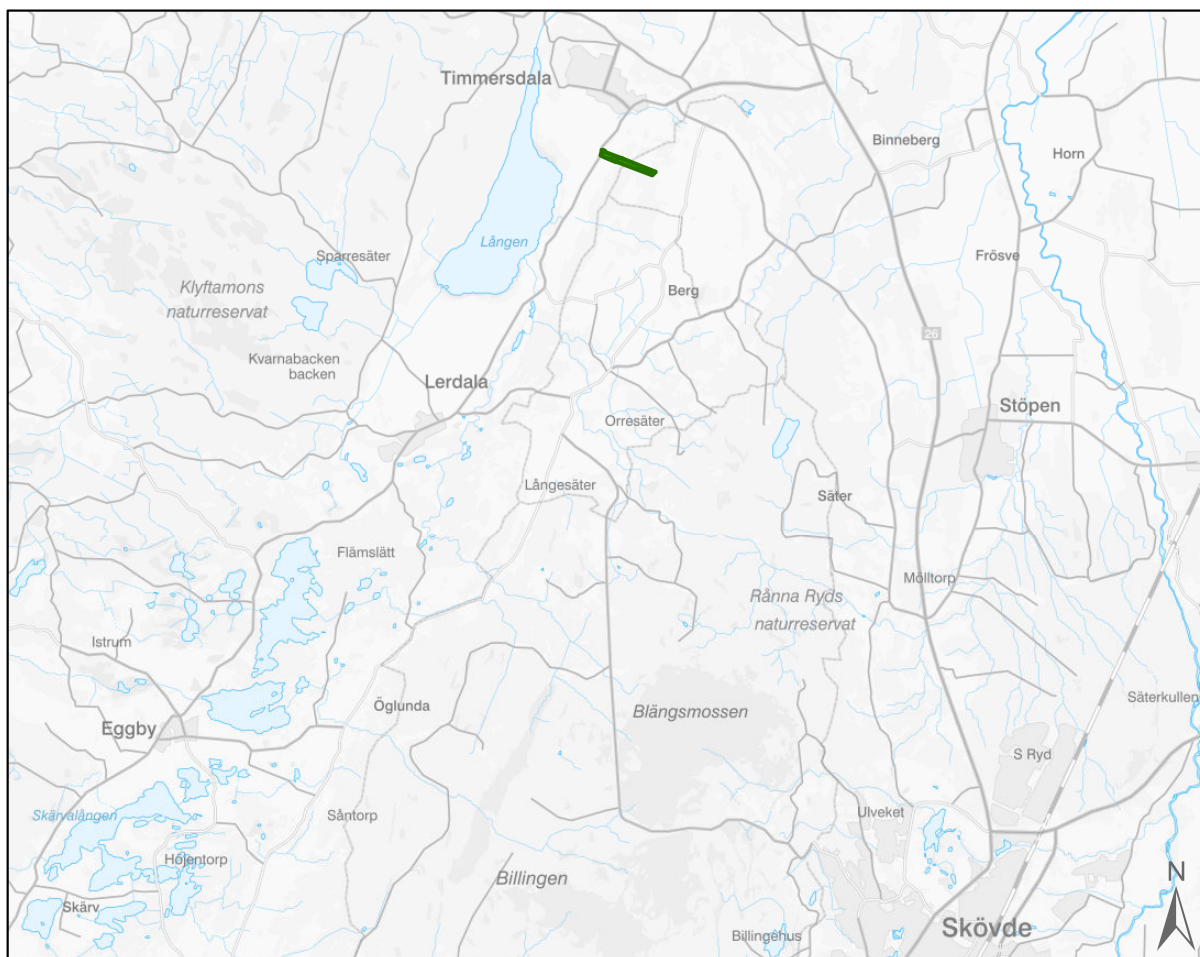 Timmersdala
Binneberg
Horn
Lången
Sparresäter
Frösve
Klyftamons
naturreservat
Berg
26
Kvarnabacken
backen
Lerdala
Stöpen
Orresäter
Långesäter
Säter
Flämslätt
Mölltorp
Rånna Ryds
naturreservat
Istrum
Säterkullen
Öglunda
Blängsmossen
Eggby
S Ryd
Skärvalången
Såntorp
Ulveket
Höjentorp
N
Billingen
Skärv
Skövde
Billingehus